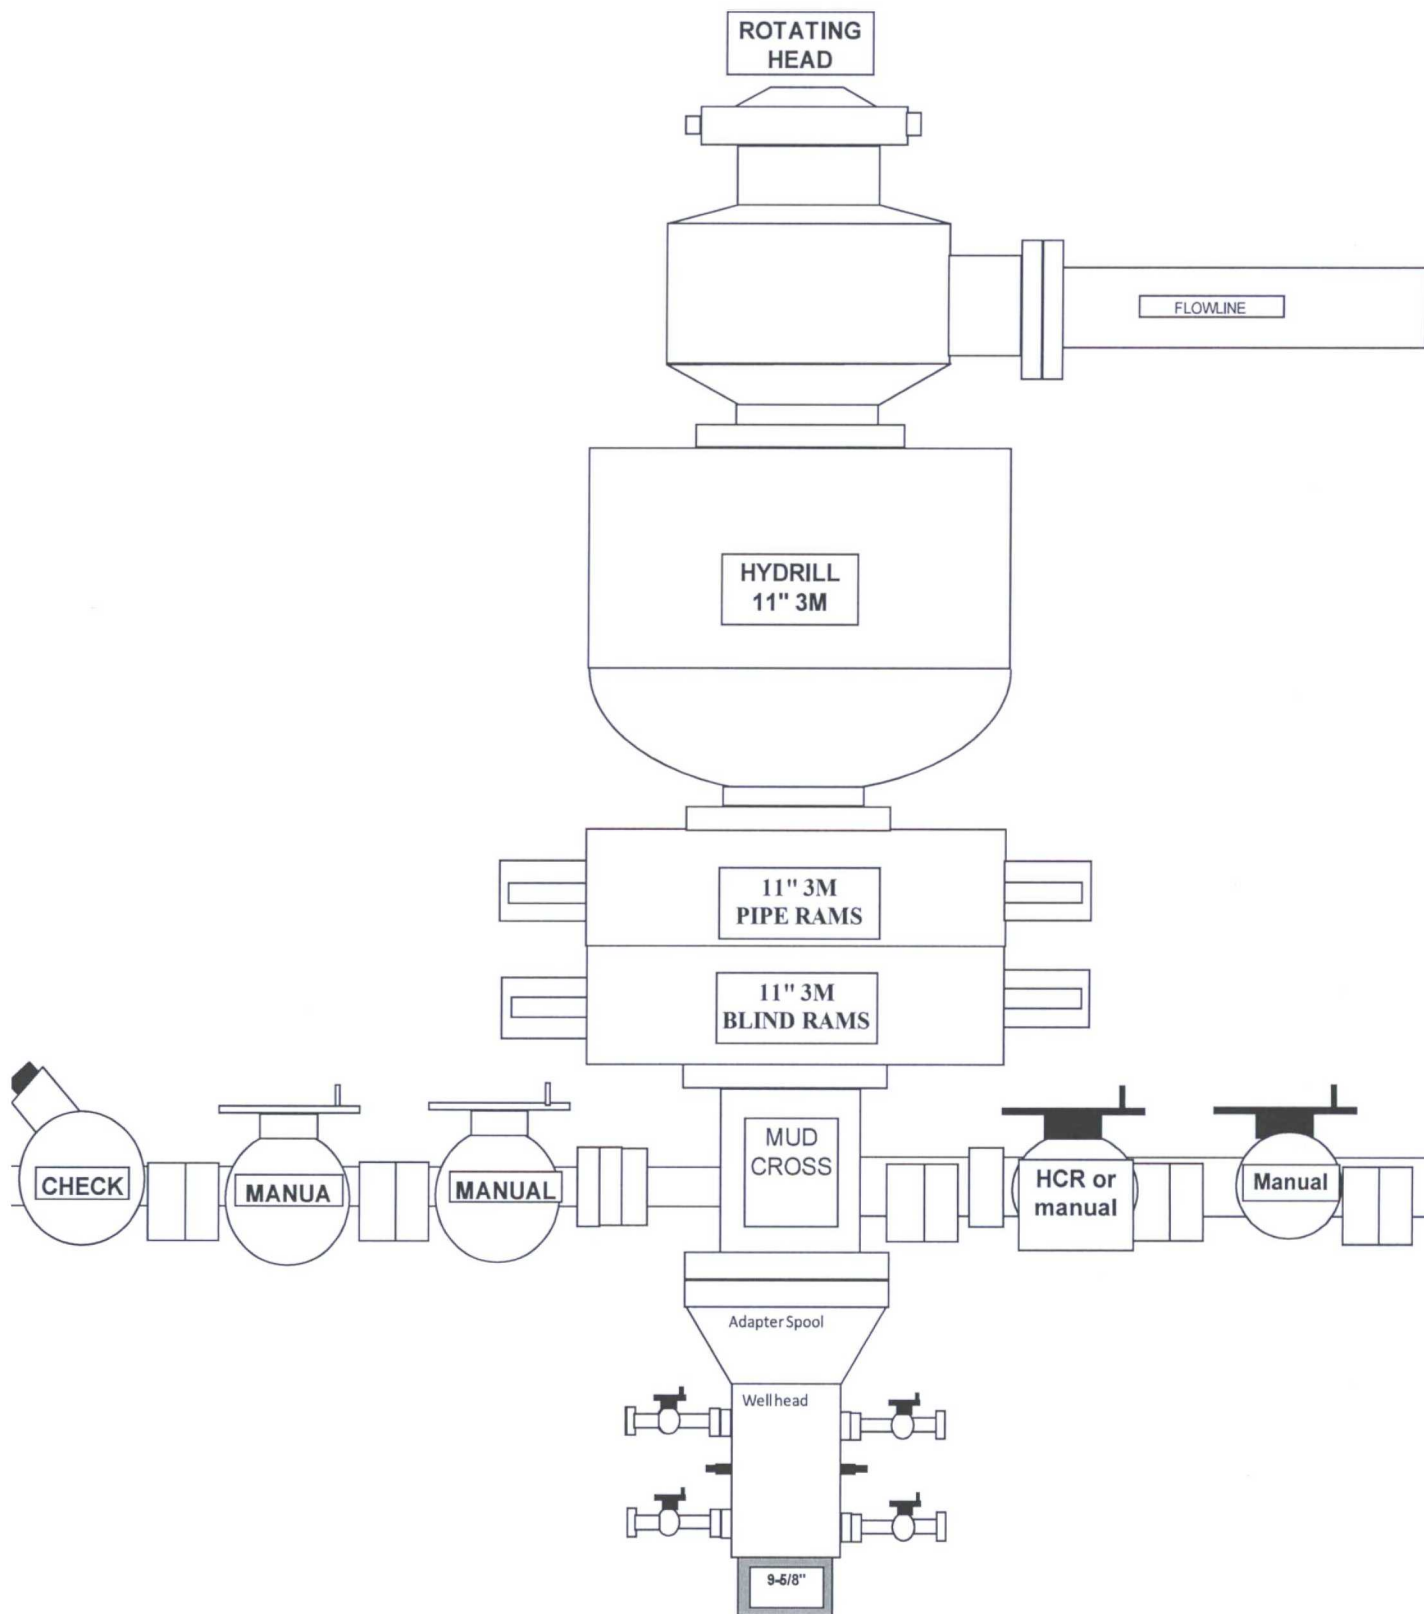 ROTATING
HEAD
FLOWLINE
HYDRILL
11" 3M
11" 3M
PIPE RAMS
11" 3M
BLIND RAMS
CHECK
MANUA
MANUAL
MUD
CROSS
HCR or
manual
Manual
Adapter Spool
Wellhead
9-5/8"